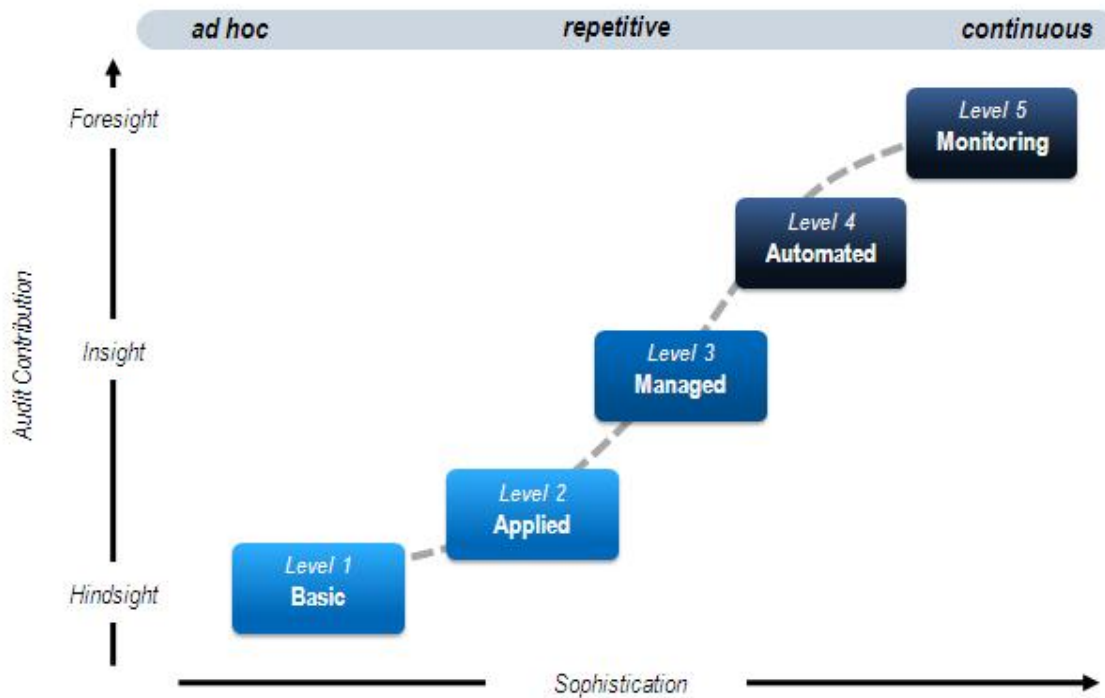 ad hoc repetitive continuous
Foresight
Level 5
Monitoring
Level 4
Automated
Audit Contribution
Insight
Level 3
Managed
Level 2
Applied
Level 1
Basic
Hindsight
Sophistication